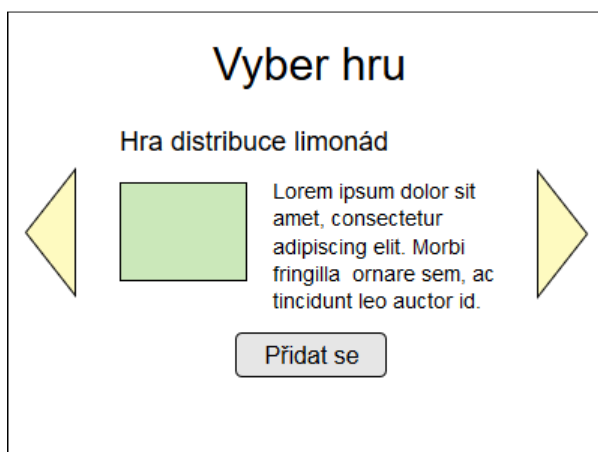 Vyber hru
Hra distribuce limonád
Lorem ipsum dolor sit
amet, consectetur
adipiscing elit. Morbi
fringilla  ornare sem, ac
tincidunt leo auctor id.
Přidat se